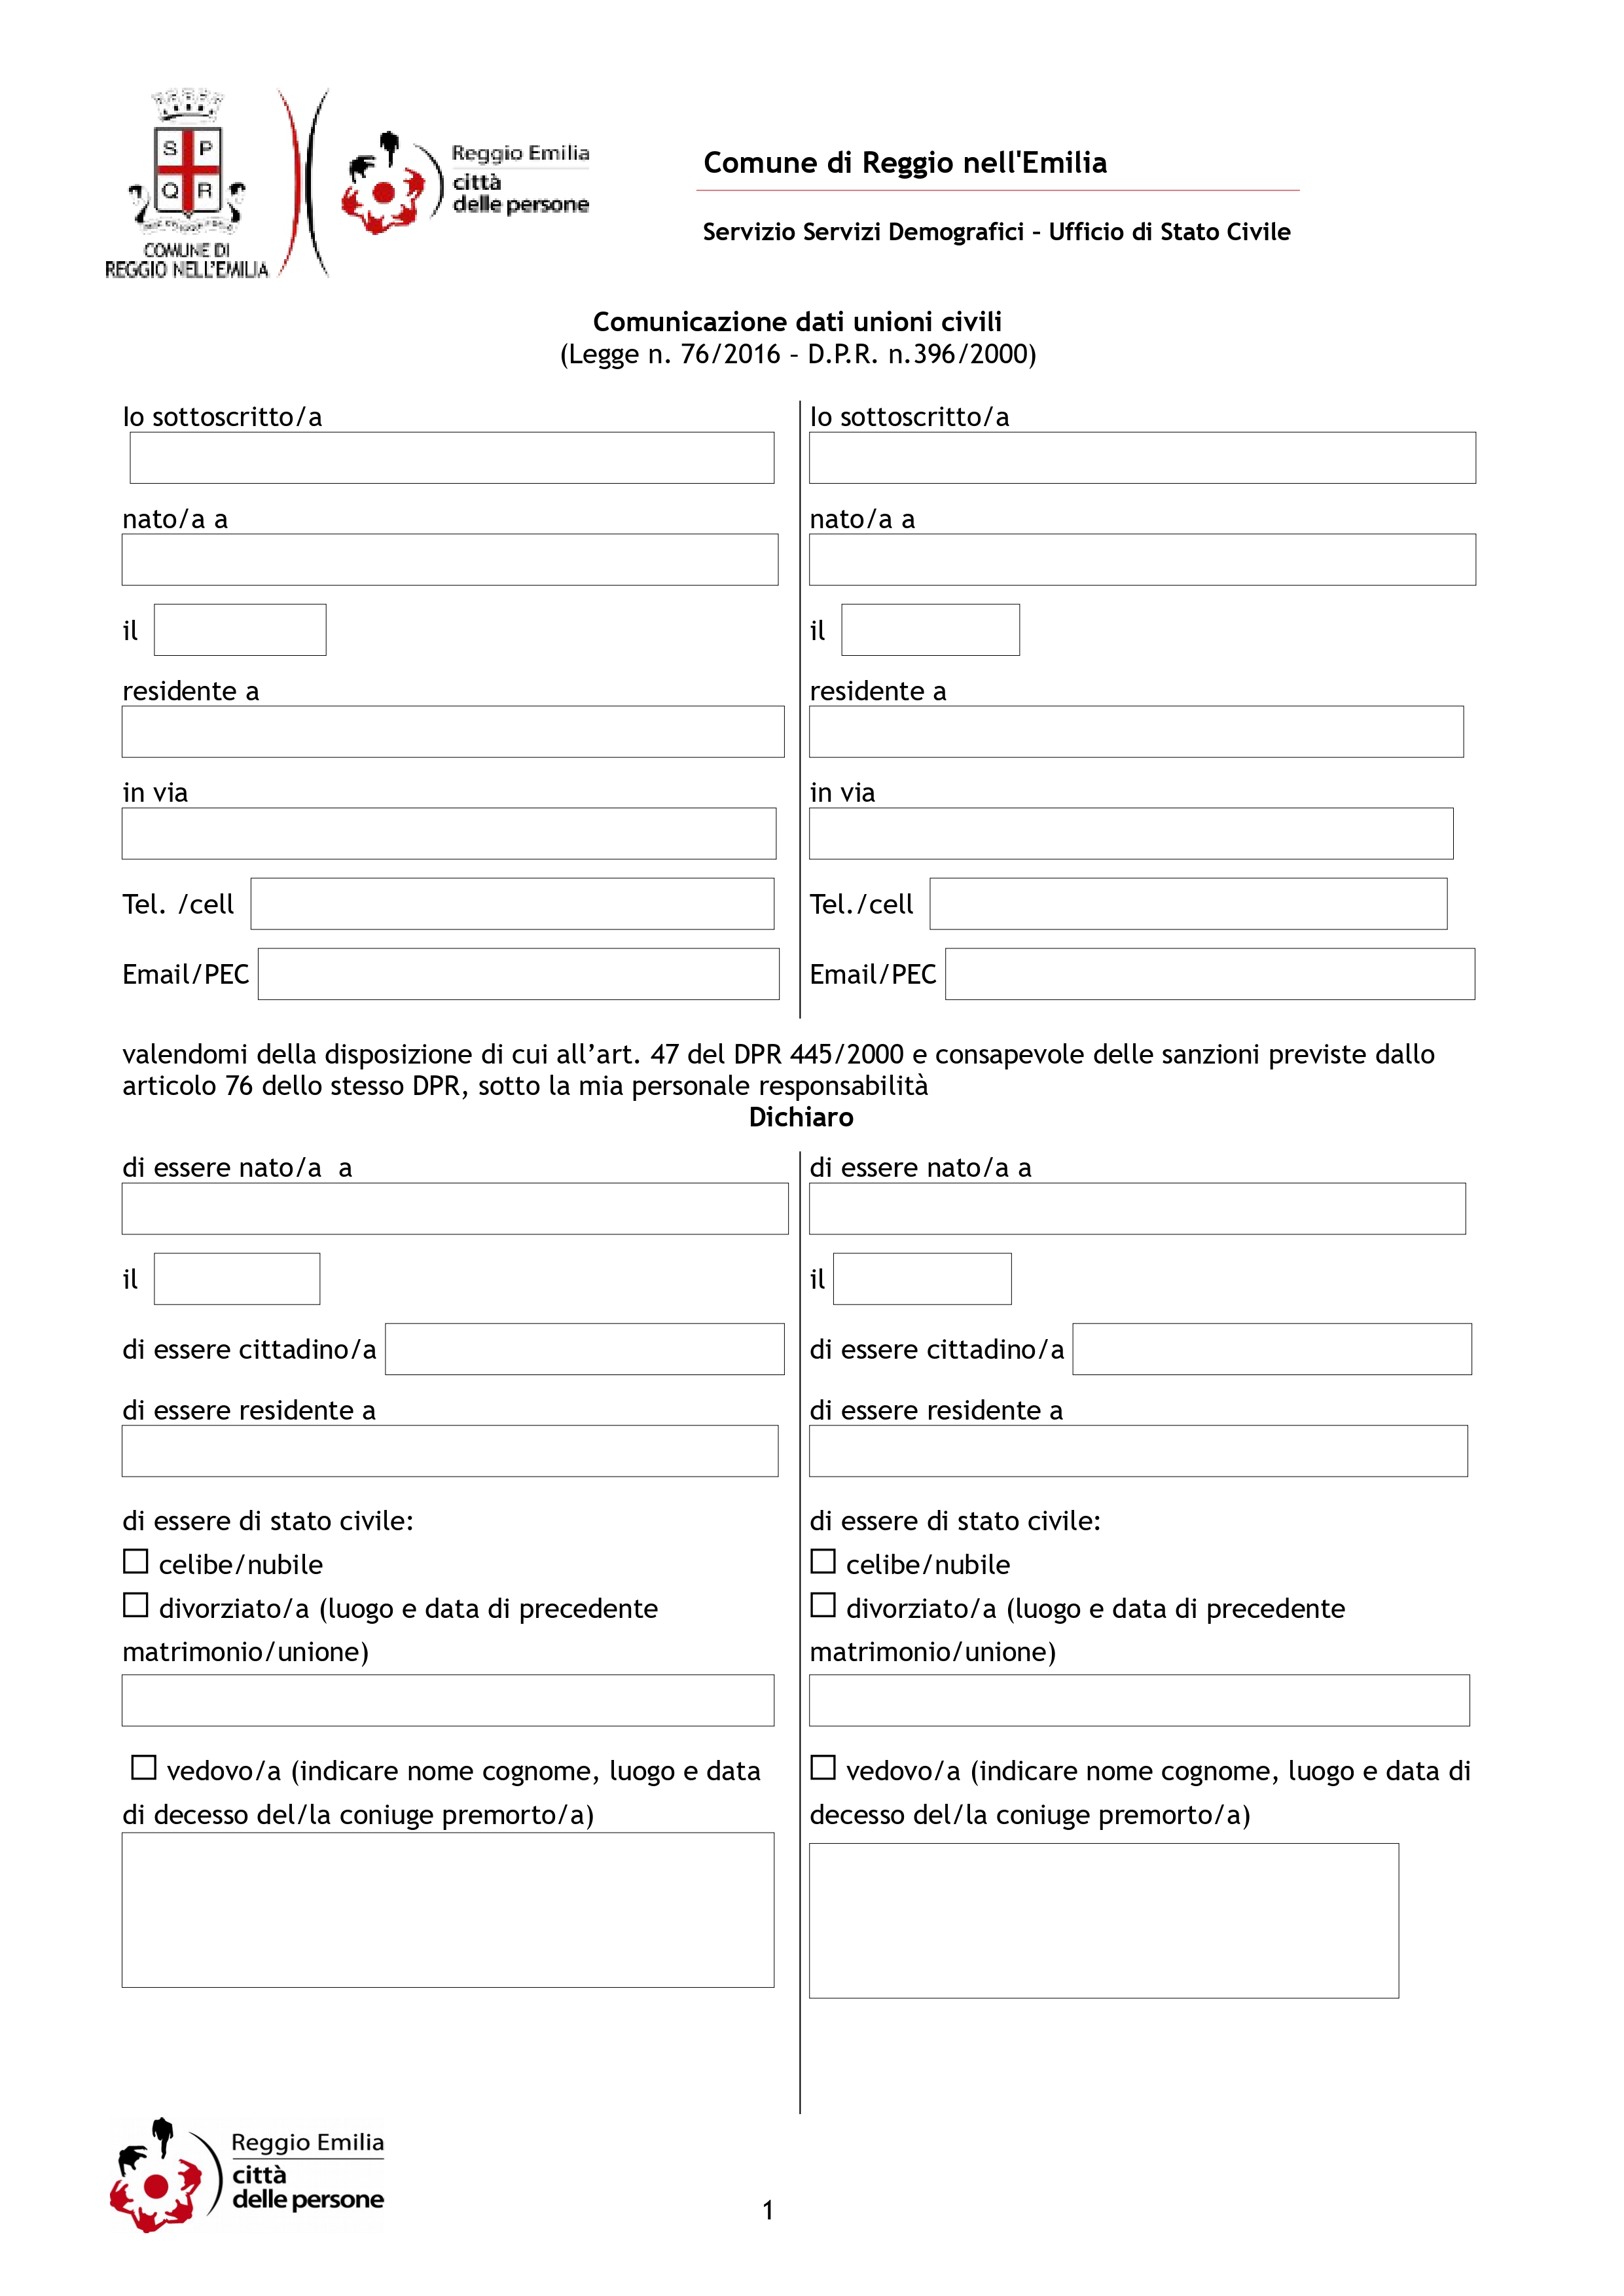 S P
Q R
COMUNE DI
REGGIO NELL'EMILIA
Reggio Emilia
città
delle persone
Comune di Reggio nell'Emilia
Servizio Servizi Demografici – Ufficio di Stato Civile
Comunicazione dati unioni civili
(Legge n. 76/2016 – D.P.R. n.396/2000)
Io sottoscritto/a
nato/a a
il
residente a
in via
Tel. /cell
Email/PEC
Io sottoscritto/a
nato/a a
il
residente a
in via
Tel./cell
Email/PEC
valendomi della disposizione di cui all’art. 47 del DPR 445/2000 e consapevole delle sanzioni previste dallo
articolo 76 dello stesso DPR, sotto la mia personale responsabilità
Dichiaro
di essere nato/a a
il
di essere cittadino/a
di essere residente a
di essere di stato civile:
☐ celibe/nubile
☐ divorziato/a (luogo e data di precedente
matrimonio/unione)
☐ vedovo/a (indicare nome cognome, luogo e data
di decesso del/la coniuge premorto/a)
di essere nato/a a
il
di essere cittadino/a
di essere residente a
di essere di stato civile:
☐ celibe/nubile
☐ divorziato/a (luogo e data di precedente
matrimonio/unione)
☐ vedovo/a (indicare nome cognome, luogo e data di
decesso del/la coniuge premorto/a)
Reggio Emilia
città
delle persone
1